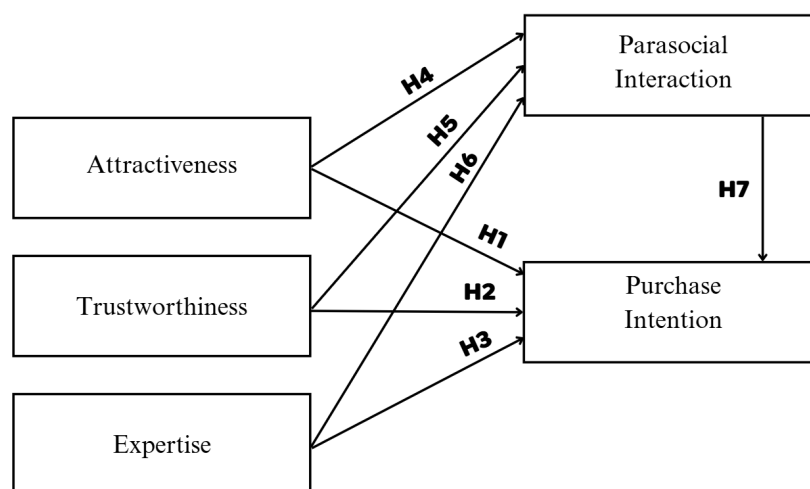 Parasocial
Interaction
H4
H5
H6
Attractiveness
H7
H1
Trustworthiness
H2
Purchase
Intention
H3
Expertise